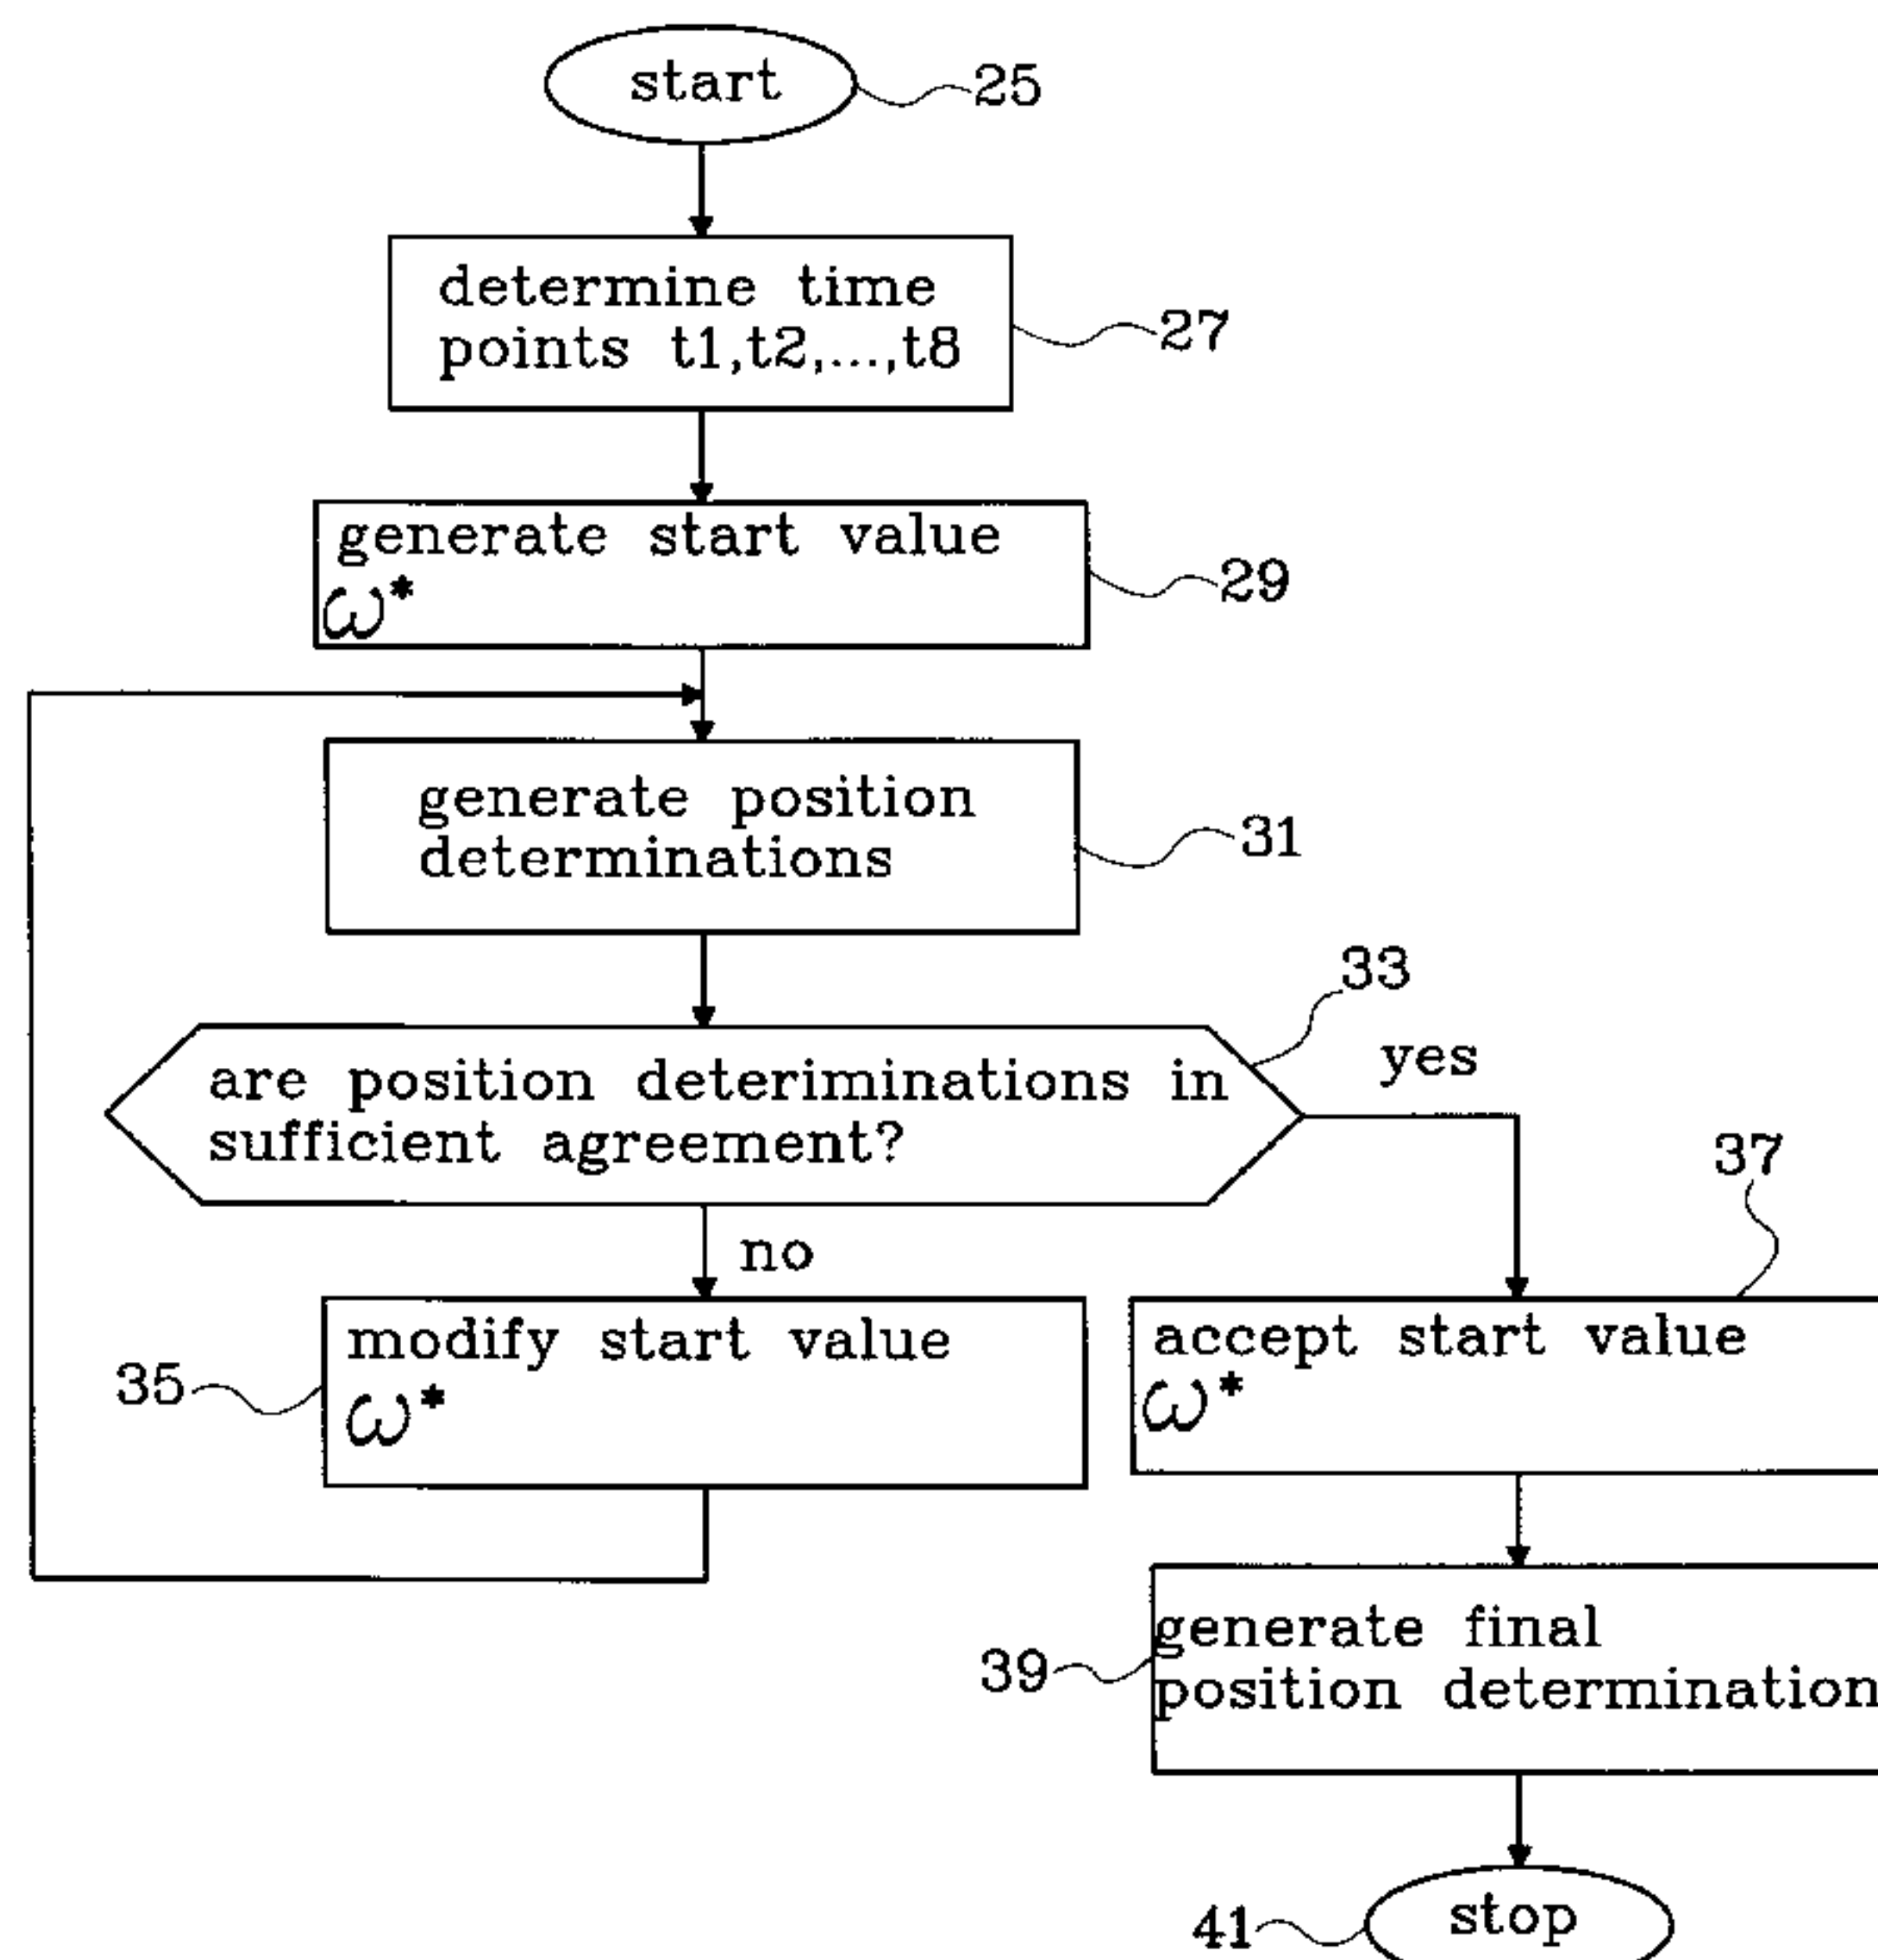 start
25
determine time
points t1,t2,...,t8
27
generate start value
ω*
29
generate position
determinations
31
33
are position deteriminations in
sufficient agreement?
yes
no
37
modify start value
ω*
35
accept start value
ω*
generate final
position determination
39
stop
41